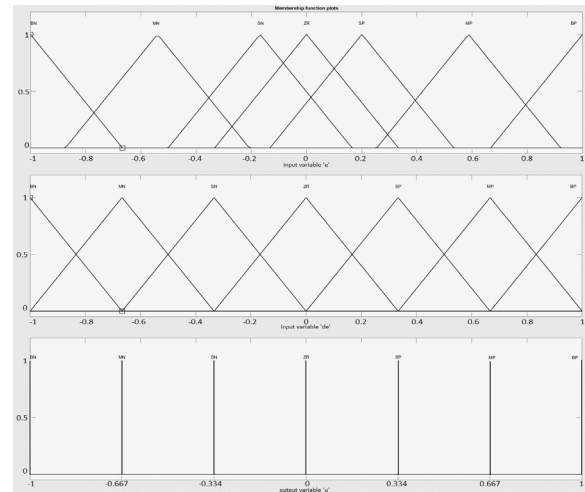 Membership function plots
BN MN SN ZR SP MP BP
1
0.5
0
-1 -0.8 -0.6 -0.4 -0.2 0 0.2 0.4 0.6 0.8 1
Input variable 'e'
BN MN SN ZR SP MP BP
1
0.5
0
-1 -0.8 -0.6 -0.4 -0.2 0 0.2 0.4 0.6 0.8 1
Input variable 'de'
BN MN SN ZR SP MP BP
1
0.5
0
-1 -0.667 -0.334 0 0.334 0.667 1
output variable 'u'